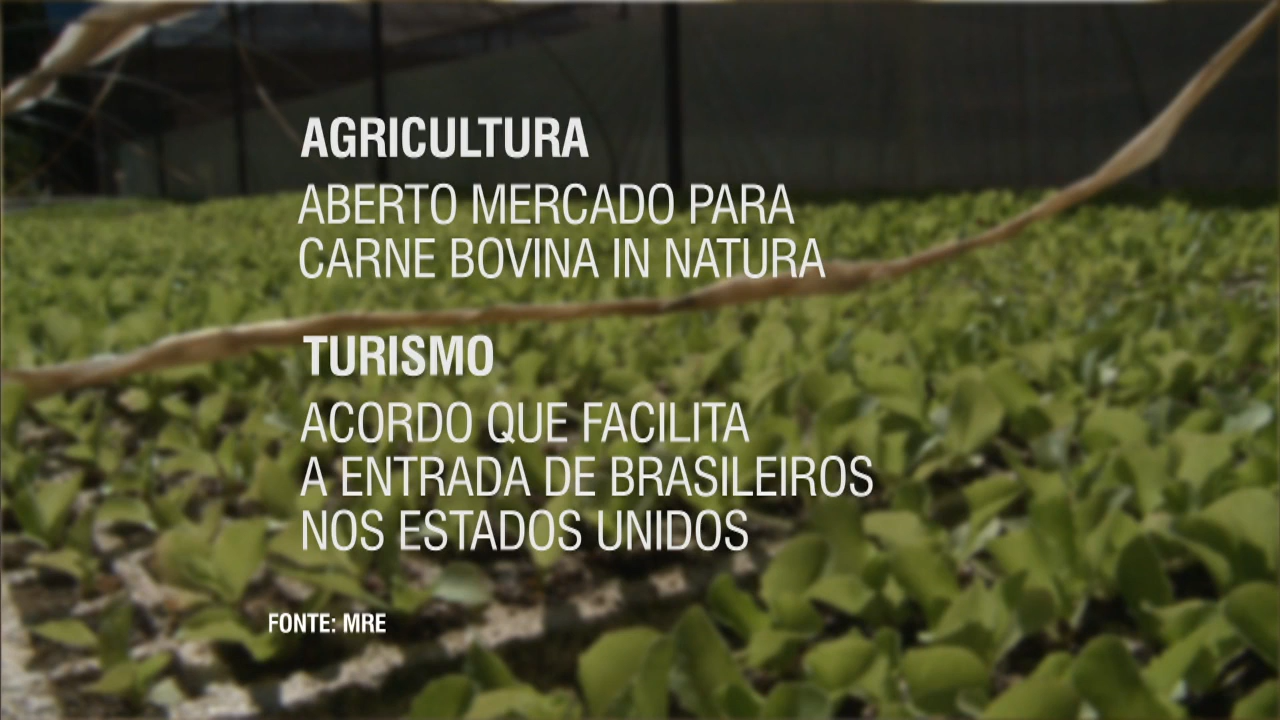 AGRICULTURA
ABERTO MERCADO PARA
CARNE BOVINA IN NATURA
TURISMO
ACORDO QUE FACILITA
A ENTRADA DE BRASILEIROS
NOS ESTADOS UNIDOS
FONTE: MRE